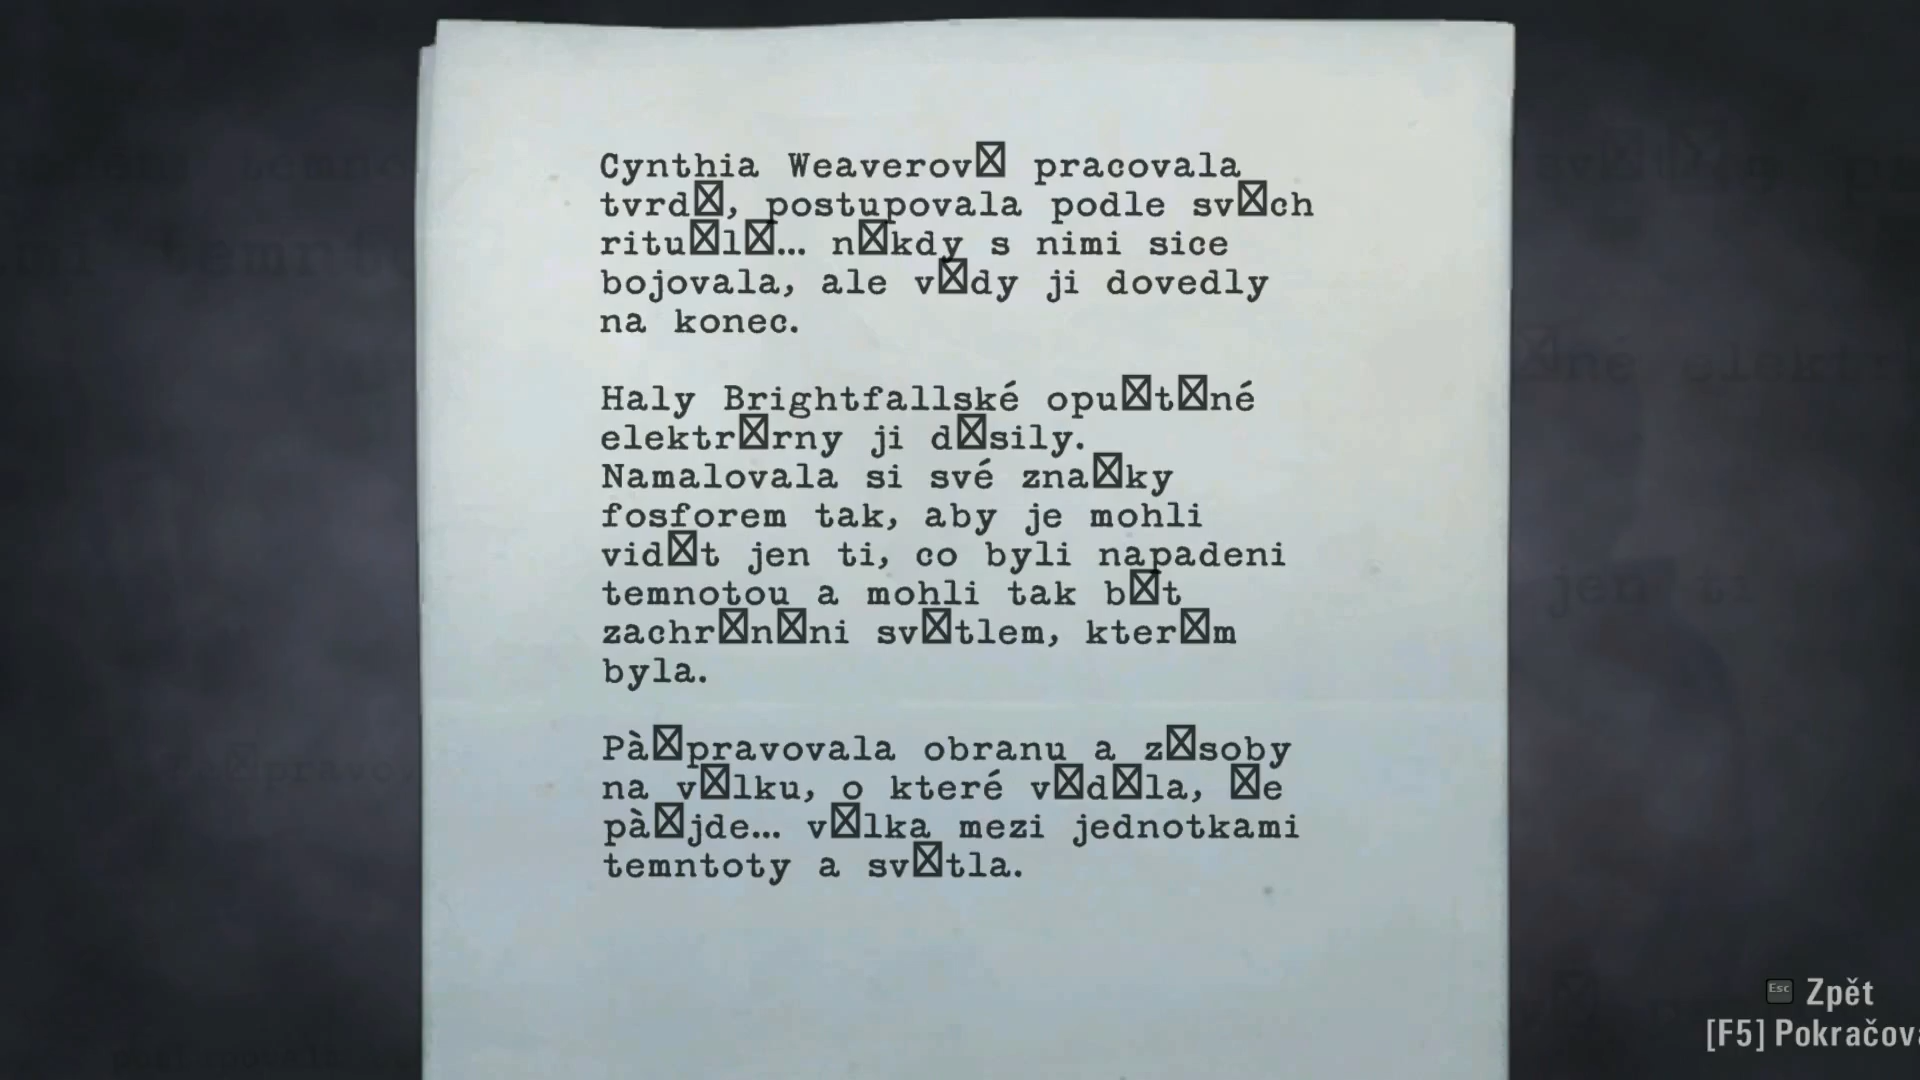 Cynthia Weaverov☒ pracovala
tvrd☒, postupovala podle sv☒ch
ritu☒l☒… n☒kdy s nimi sice
bojovala, ale v☒dy ji dovedly
na konec.
Haly Brightfallské opu☒t☒né
elektr☒rny ji d☒sily.
Namalovala si své zna☒ky
fosforem tak, aby je mohli
vid☒t jen ti, co byli napadeni
temnotou a mohli tak b☒t
zachr☒n☒ni sv☒tlem, kter☒m
byla.
Pà☒pravovala obranu a z☒soby
na v☒lku, o které v☒d☒la, ☒e
pà☒jde… v☒lka mezi jednotkami
temntoty a sv☒tla.
Esc Zpět
[F5] Pokračova